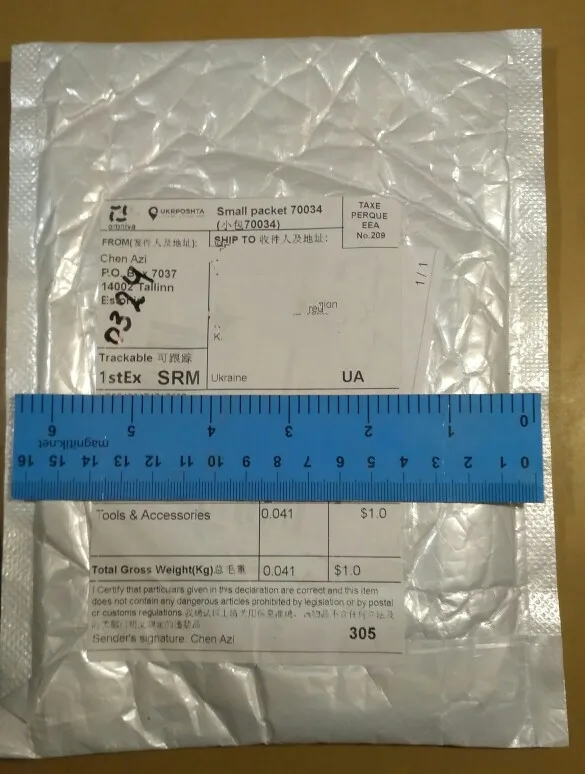 omniva
UKRPOSHTA
Small packet 70034
(小包70034)
TAXE
PERQUE
EEA
No.209
FROM(发件人及地址):
SHIP TO 收件人及地址:
Chen Azi
P.O. 7037
14002 Tallinn
0324
region
K.
1 / 1
Trackable 可跟踪
1stEx SRM
Ukraine
UA
6 5 4 3 2 1 0
magnitik.net
16 15 14 13 12 11 10 9 8 7 6 5 4 3 2 1 0
Tools & Accessories 0.041 $1.0
Total Gross Weight(Kg)总毛重 0.041 $1.0
I Certify that particulars given in this declaration are correct and this item
does not contain any dangerous articles prohibited by legislation or by postal
or customs regulations.
Sender's signature: Chen Azi
305